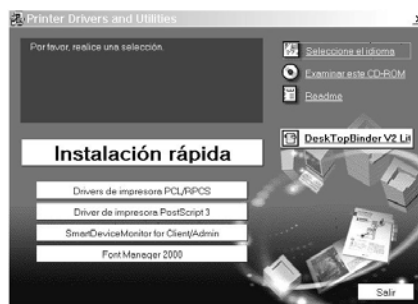 Printer Drivers and Utilities
Por favor, realice una selección.
Seleccione el idioma
Examinar este CD-ROM
Readme
DeskTopBinder V2 Lit
Instalación rápida
Drivers de impresora PCL/RPCS
Driver de impresora PostScript 3
SmartDeviceMonitor for Client/Admin
Font Manager 2000
Salir